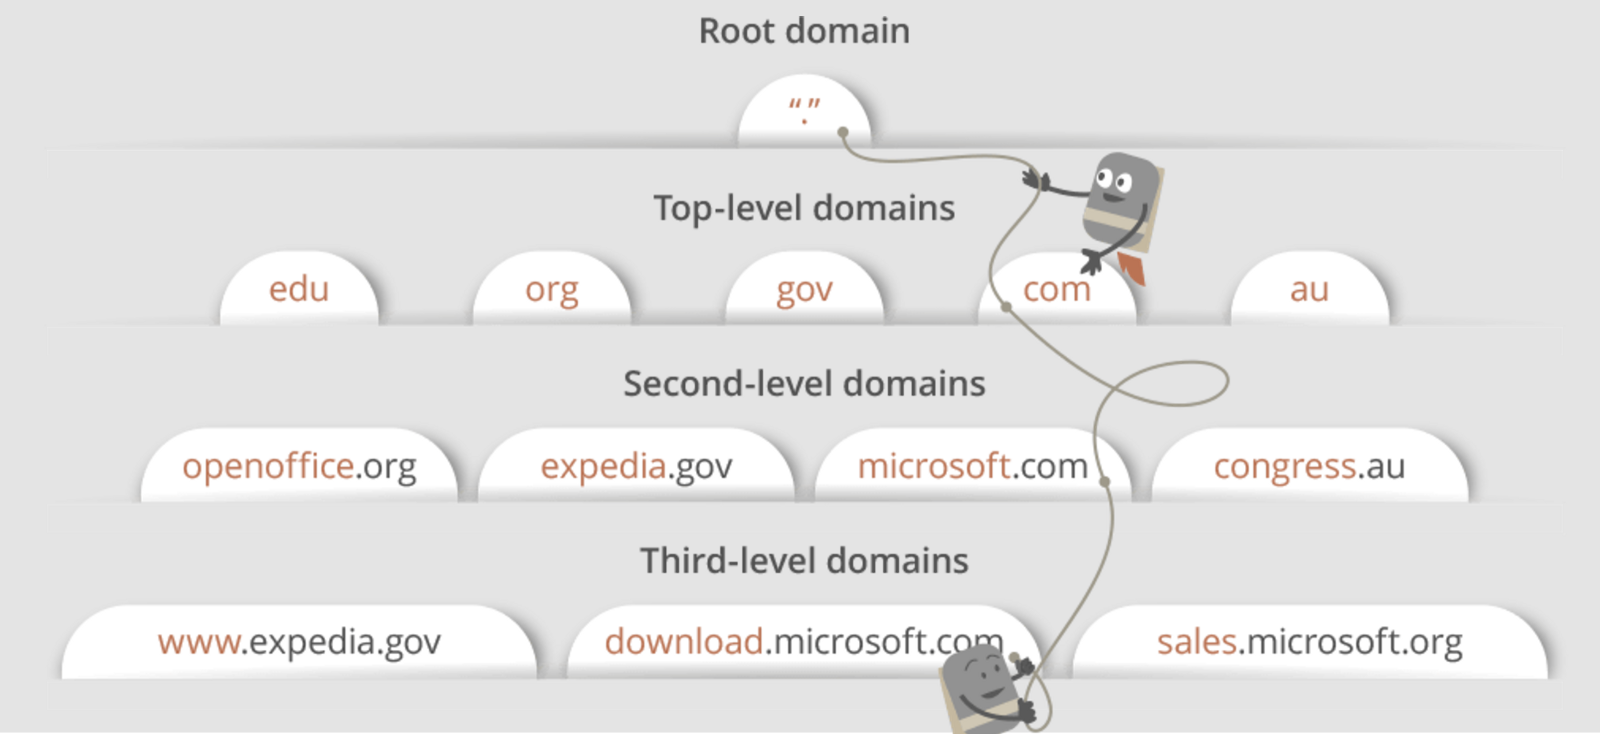 Root domain
“.”
Top-level domains
edu org gov com au
Second-level domains
openoffice.org expedia.gov microsoft.com congress.au
Third-level domains
www.expedia.gov download.microsoft.com sales.microsoft.org